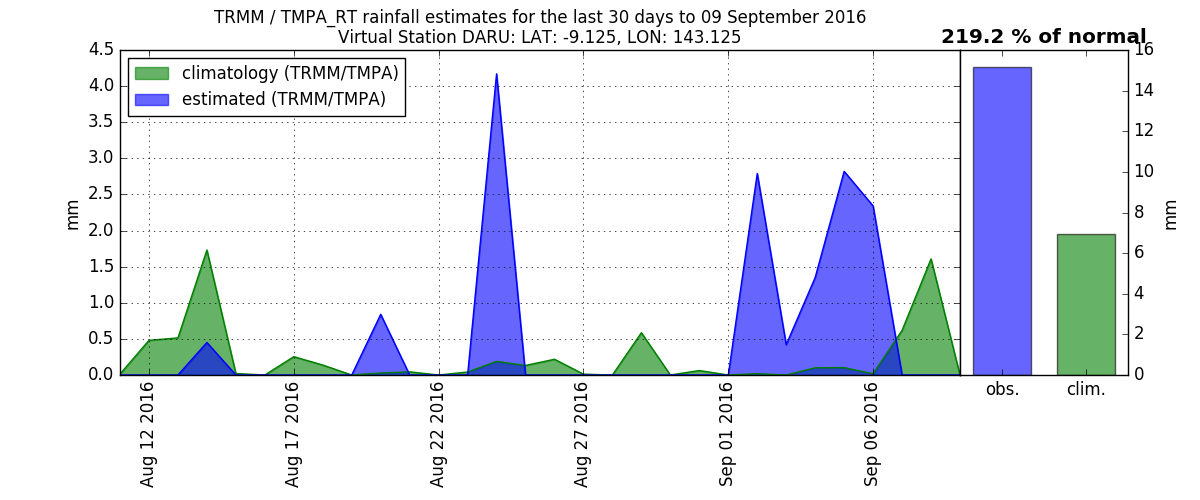 TRMM / TMPA_RT rainfall estimates for the last 30 days to 09 September 2016
Virtual Station DARU: LAT: -9.125, LON: 143.125
219.2 % of normal
climatology (TRMM/TMPA)
estimated (TRMM/TMPA)
mm
4.5
4.0
3.5
3.0
2.5
2.0
1.5
1.0
0.5
0.0
Aug 12 2016
Aug 17 2016
Aug 22 2016
Aug 27 2016
Sep 01 2016
Sep 06 2016
obs.
clim.
16
14
12
10
8
6
4
2
0
mm